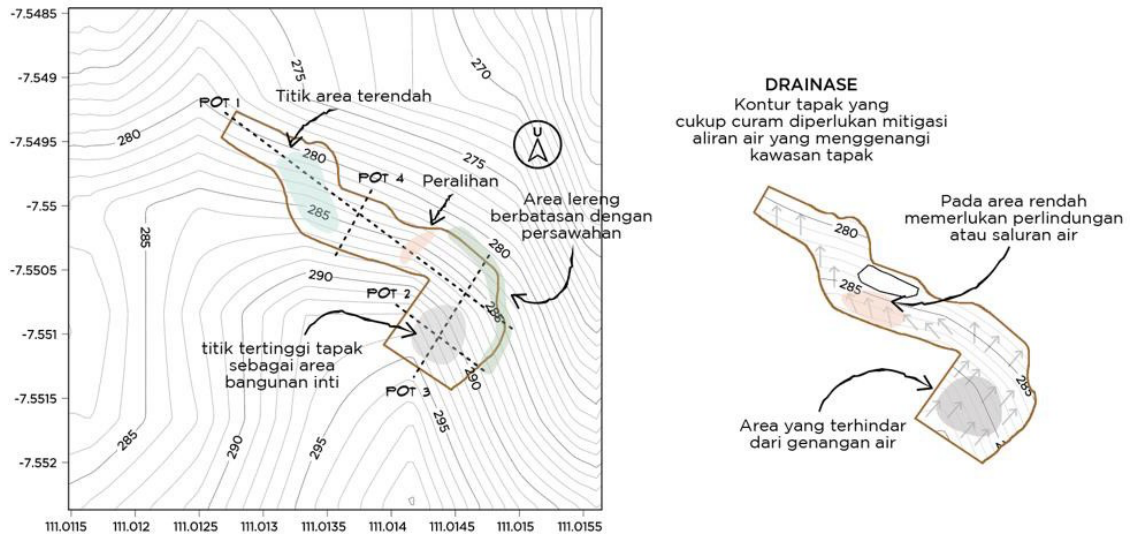 -7.5485
-7.549
-7.5495
-7.55
-7.5505
-7.551
-7.5515
-7.552
111.0115
111.012
111.0125
111.013
111.0135
111.014
111.0145
111.015
111.0155
275
270
POT 1
Titik area terendah
280
280
275
U
POT 4
Peralihan
285
285
Area lereng
berbatasan dengan
persawahan
280
290
POT 2
286
titik tertinggi tapak
sebagai area
bangunan inti
290
POT 3
285
290
295
295
DRAINASE
Kontur tapak yang
cukup curam diperlukan mitigasi
aliran air yang menggenangi
kawasan tapak
Pada area rendah
memerlukan perlindungan
atau saluran air
280
285
285
Area yang terhindar
dari genangan air